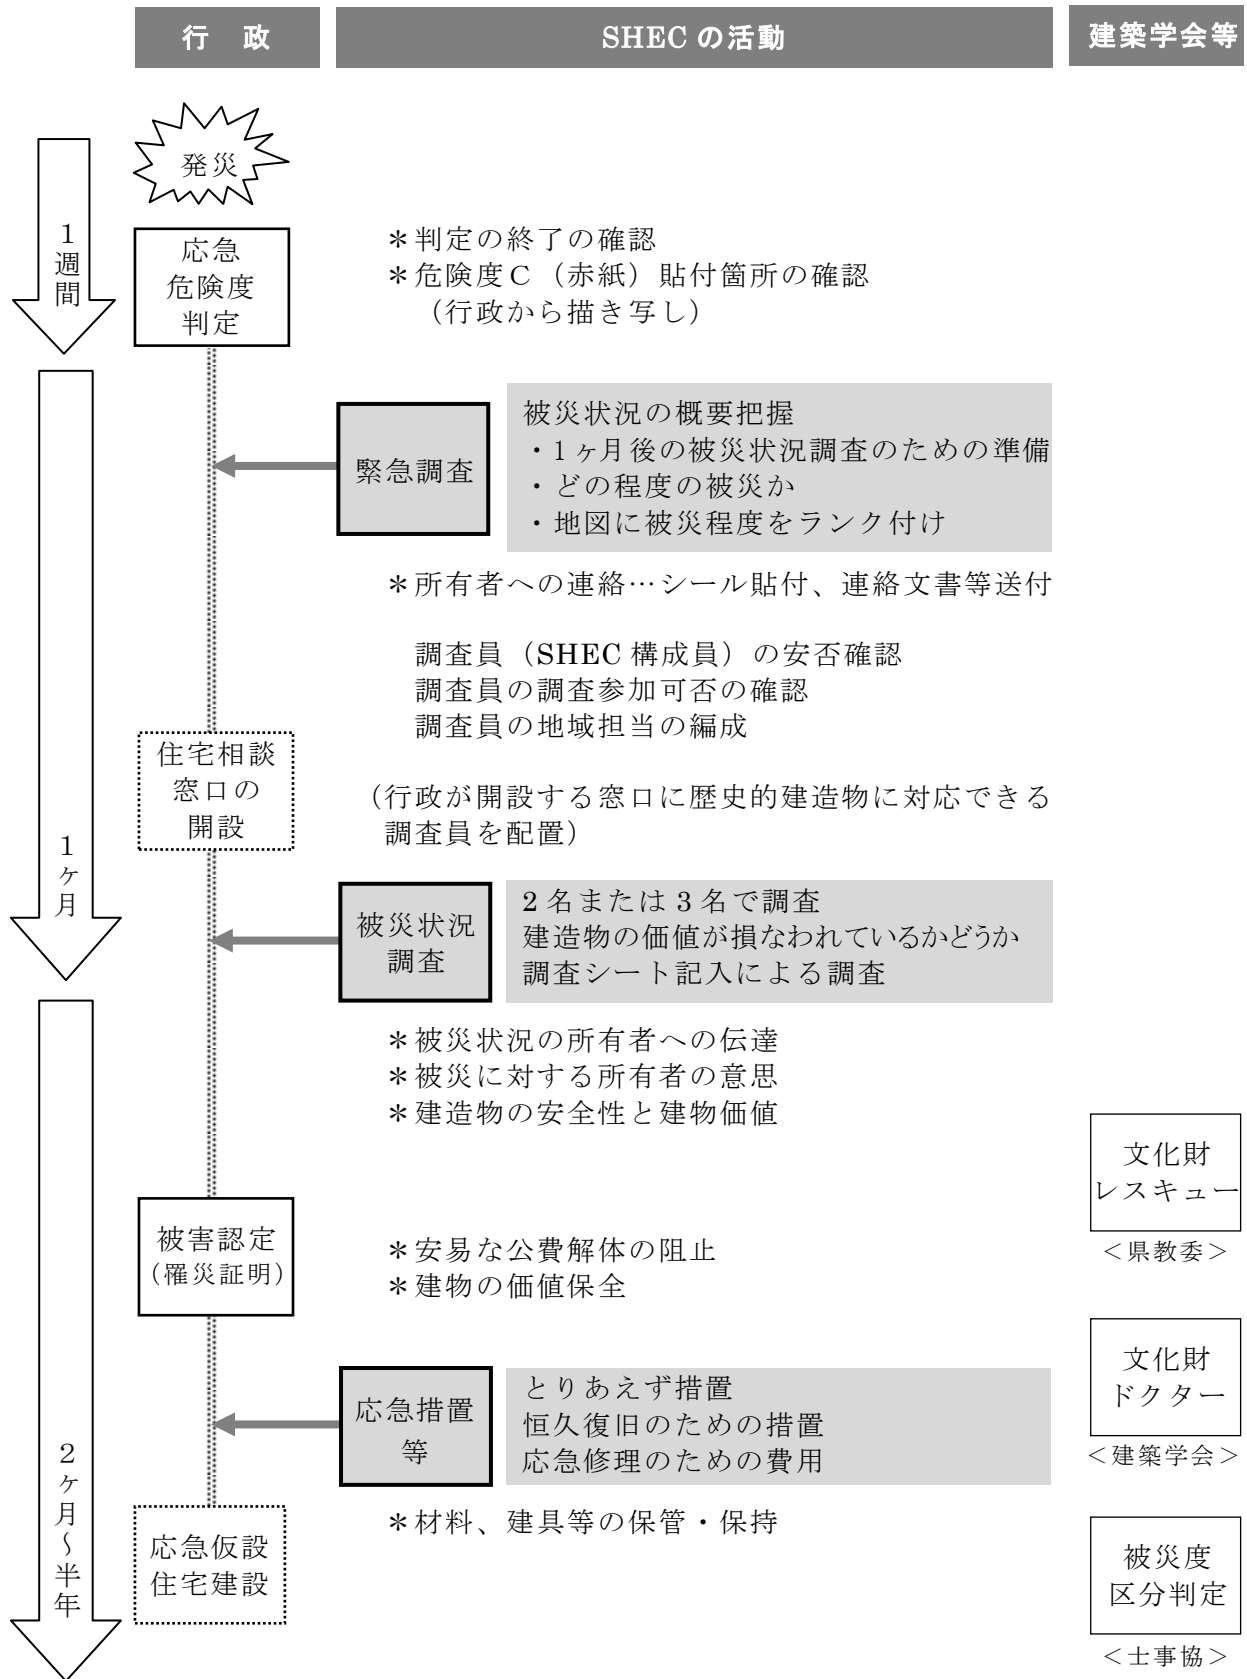 行　政
SHEC の活動
建築学会等
発災
1週間
応急
危険度
判定
＊判定の終了の確認
＊危険度Ｃ（赤紙）貼付箇所の確認
（行政から描き写し）
緊急調査
被災状況の概要把握
・1ヶ月後の被災状況調査のための準備
・どの程度の被災か
・地図に被災程度をランク付け
＊所有者への連絡…シール貼付、連絡文書等送付
調査員（SHEC 構成員）の安否確認
調査員の調査参加可否の確認
調査員の地域担当の編成
住宅相談
窓口の
開設
（行政が開設する窓口に歴史的建造物に対応できる
調査員を配置）
1ヶ月
被災状況
調査
2 名または 3 名で調査
建造物の価値が損なわれているかどうか
調査シート記入による調査
＊被災状況の所有者への伝達
＊被災に対する所有者の意思
＊建造物の安全性と建物価値
文化財
レスキュー
＜県教委＞
被害認定
（罹災証明）
＊安易な公費解体の阻止
＊建物の価値保全
文化財
ドクター
＜建築学会＞
応急措置
等
とりあえず措置
恒久復旧のための措置
応急修理のための費用
2ヶ月～半年
＊材料、建具等の保管・保持
応急仮設
住宅建設
被災度
区分判定
＜士事協＞